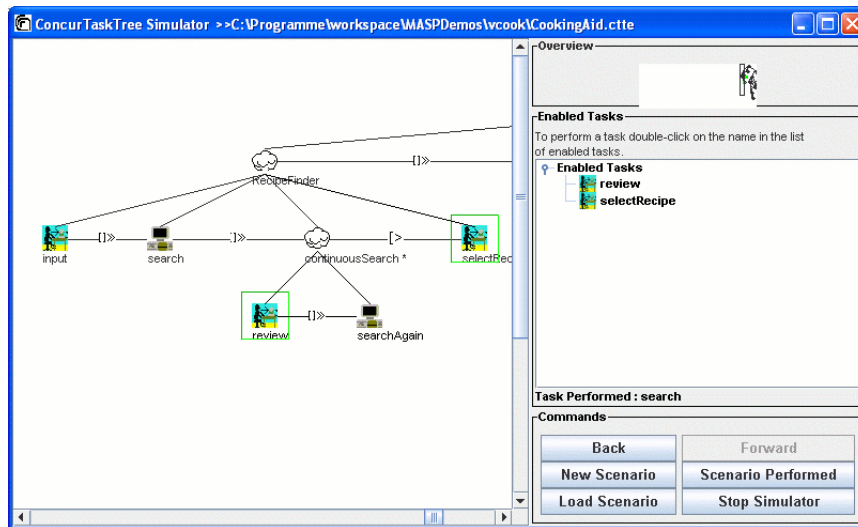 ConcurTaskTree Simulator >>C:\Programme\workspace\MASPDemos\vcook\CookingAid.ctte
Overview
Enabled Tasks
To perform a task double-click on the name in the list
of enabled tasks.
Enabled Tasks
review
selectRecipe
RecipeFinder
[]»
input
[]»
search
[]»
continuousSearch *
[>
selectRec
review
[]»
searchAgain
Task Performed : search
Commands
Back
Forward
New Scenario
Scenario Performed
Load Scenario
Stop Simulator